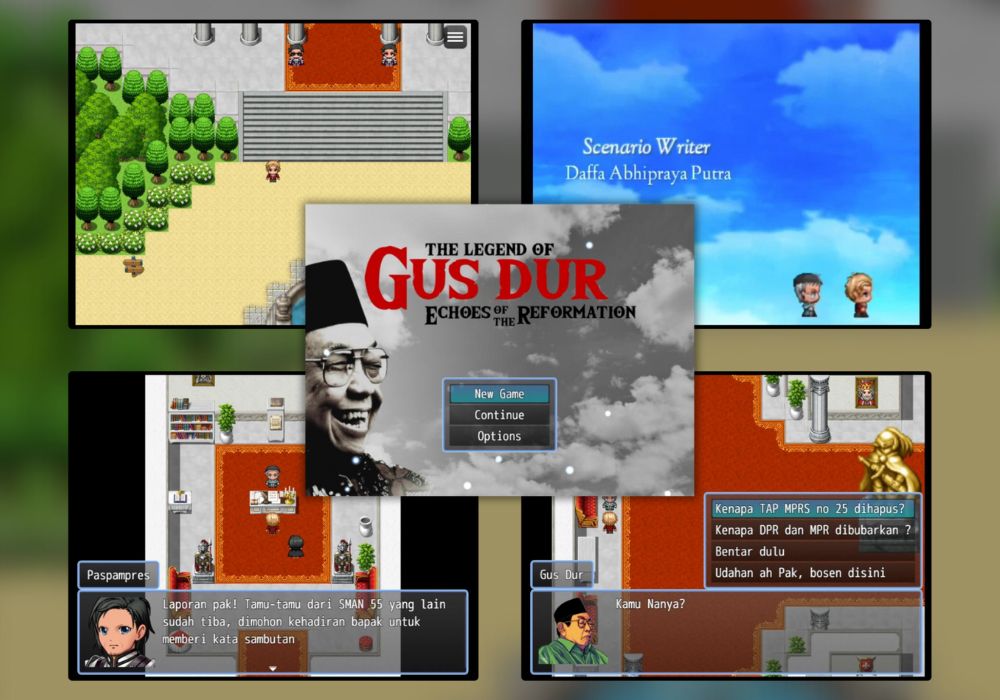 Scenario Writer
Daffa Abhipraya Putra
THE LEGEND OF
GUS DUR
ECHOES OF THE REFORMATION
New Game
Continue
Options
Paspampres
Laporan pak! Tamu-tamu dari SMAN 55 yang lain
sudah tiba, dimohon kehadiran bapak untuk
memberi kata sambutan
Kenapa TAP MPRS no 25 dihapus?
Kenapa DPR dan MPR dibubarkan ?
Bentar dulu
Udahan ah Pak, bosen disini
Gus Dur
Kamu Nanya?